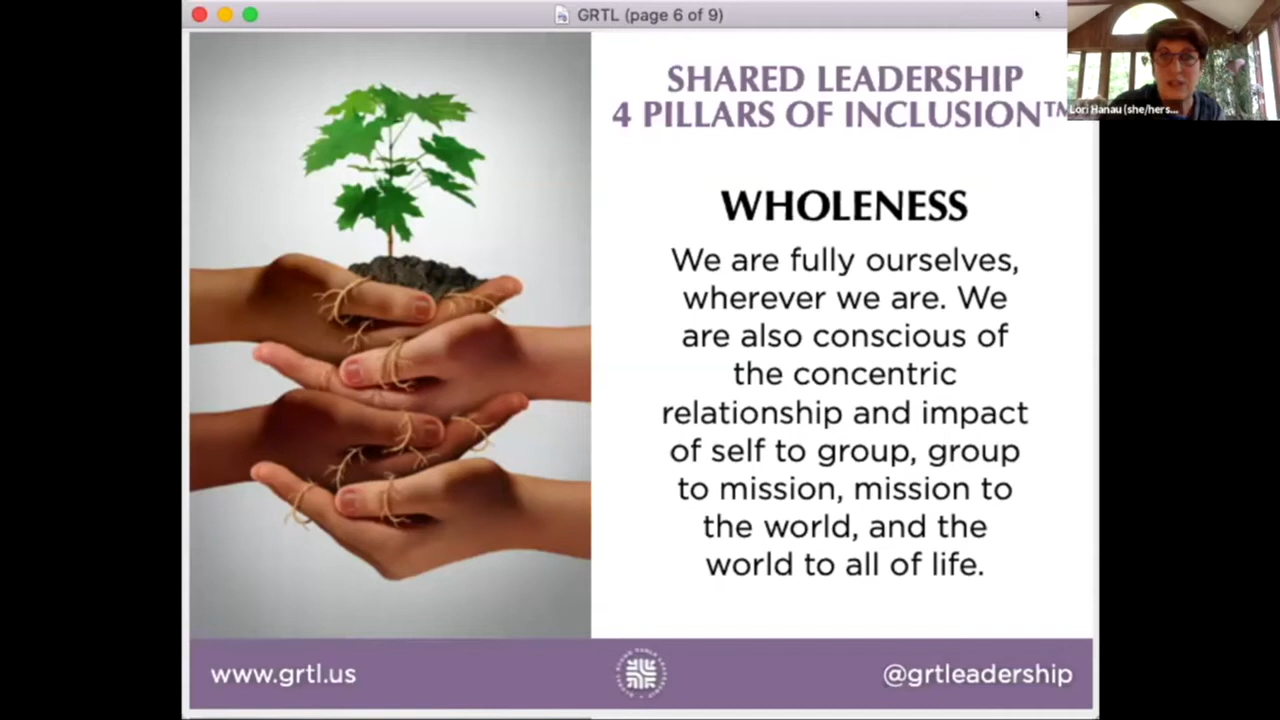 GRTL (page 6 of 9)
SHARED LEADERSHIP
4 PILLARS OF INCLUSION™
Lori Hanau (she/hers...
WHOLENESS
We are fully ourselves,
wherever we are. We
are also conscious of
the concentric
relationship and impact
of self to group, group
to mission, mission to
the world, and the
world to all of life.
www.grtl.us
@grtleadership